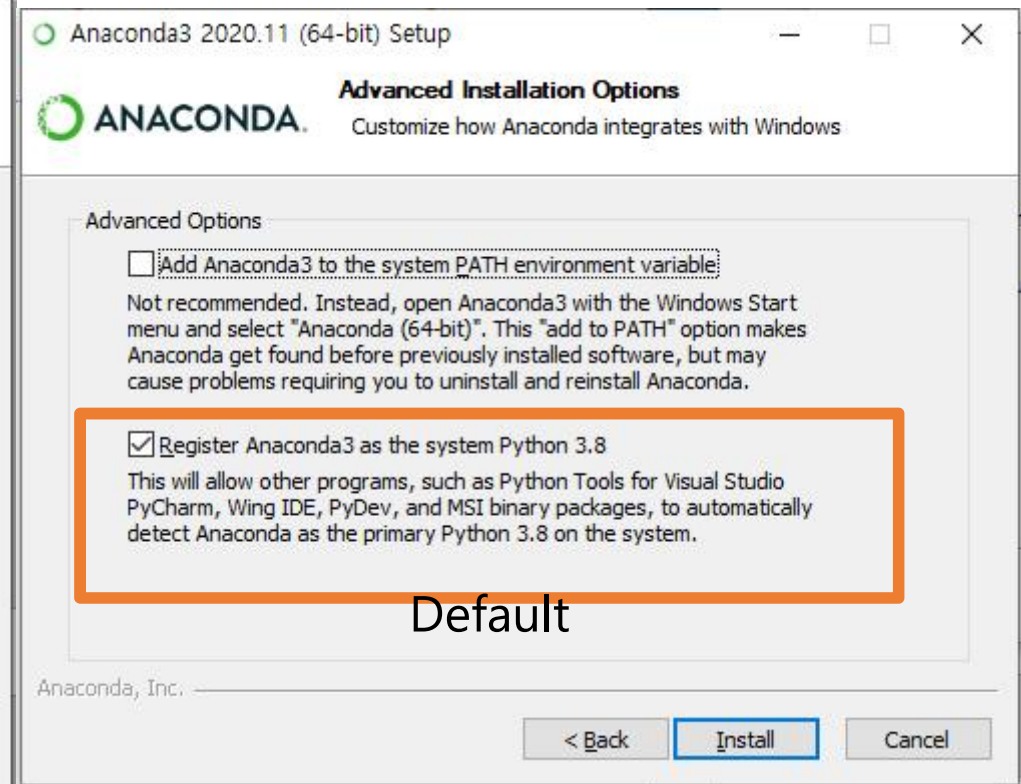 Anaconda3 2020.11 (64-bit) Setup
ANACONDA.
Advanced Installation Options
Customize how Anaconda integrates with Windows
Advanced Options
Add Anaconda3 to the system PATH environment variable
Not recommended. Instead, open Anaconda3 with the Windows Start
menu and select "Anaconda (64-bit)". This "add to PATH" option makes
Anaconda get found before previously installed software, but may
cause problems requiring you to uninstall and reinstall Anaconda.
Register Anaconda3 as the system Python 3.8
This will allow other programs, such as Python Tools for Visual Studio
PyCharm, Wing IDE, PyDev, and MSI binary packages, to automatically
detect Anaconda as the primary Python 3.8 on the system.
Default
Anaconda, Inc.
< Back
Install
Cancel